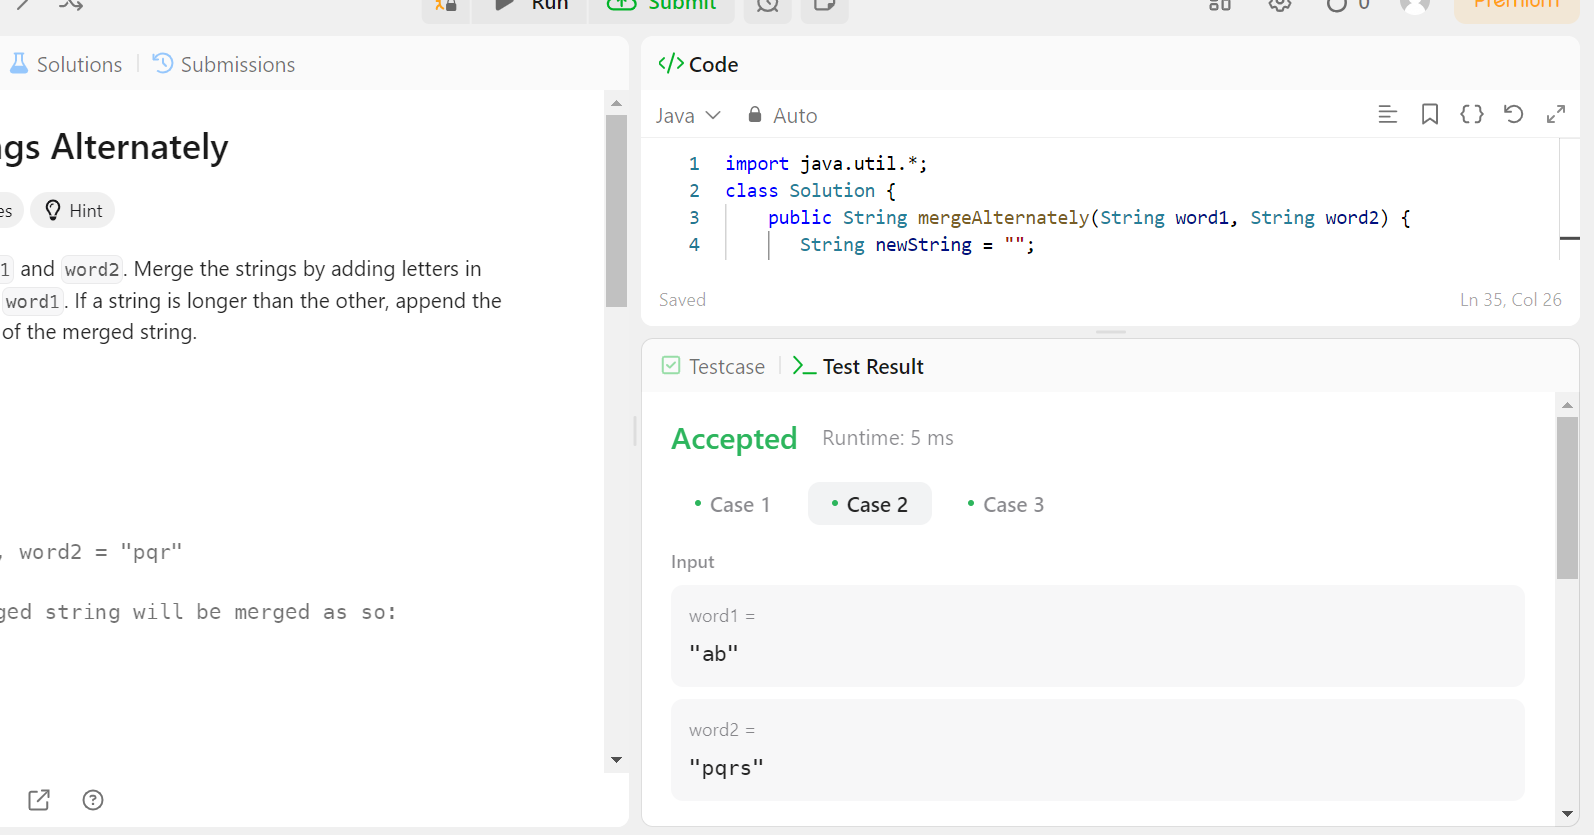 Run Submit 0 Premium
Solutions Submissions
ngs Alternately
es Hint
1 and word2. Merge the strings by adding letters in
word1. If a string is longer than the other, append the
of the merged string.
, word2 = "pqr"
ged string will be merged as so:
Code
Java Auto
1 import java.util.*;
2 class Solution {
3 public String mergeAlternately(String word1, String word2) {
4 String newString = "";
Saved Ln 35, Col 26
Testcase Test Result
Accepted Runtime: 5 ms
Case 1 Case 2 Case 3
Input
word1 =
"ab"
word2 =
"pqrs"